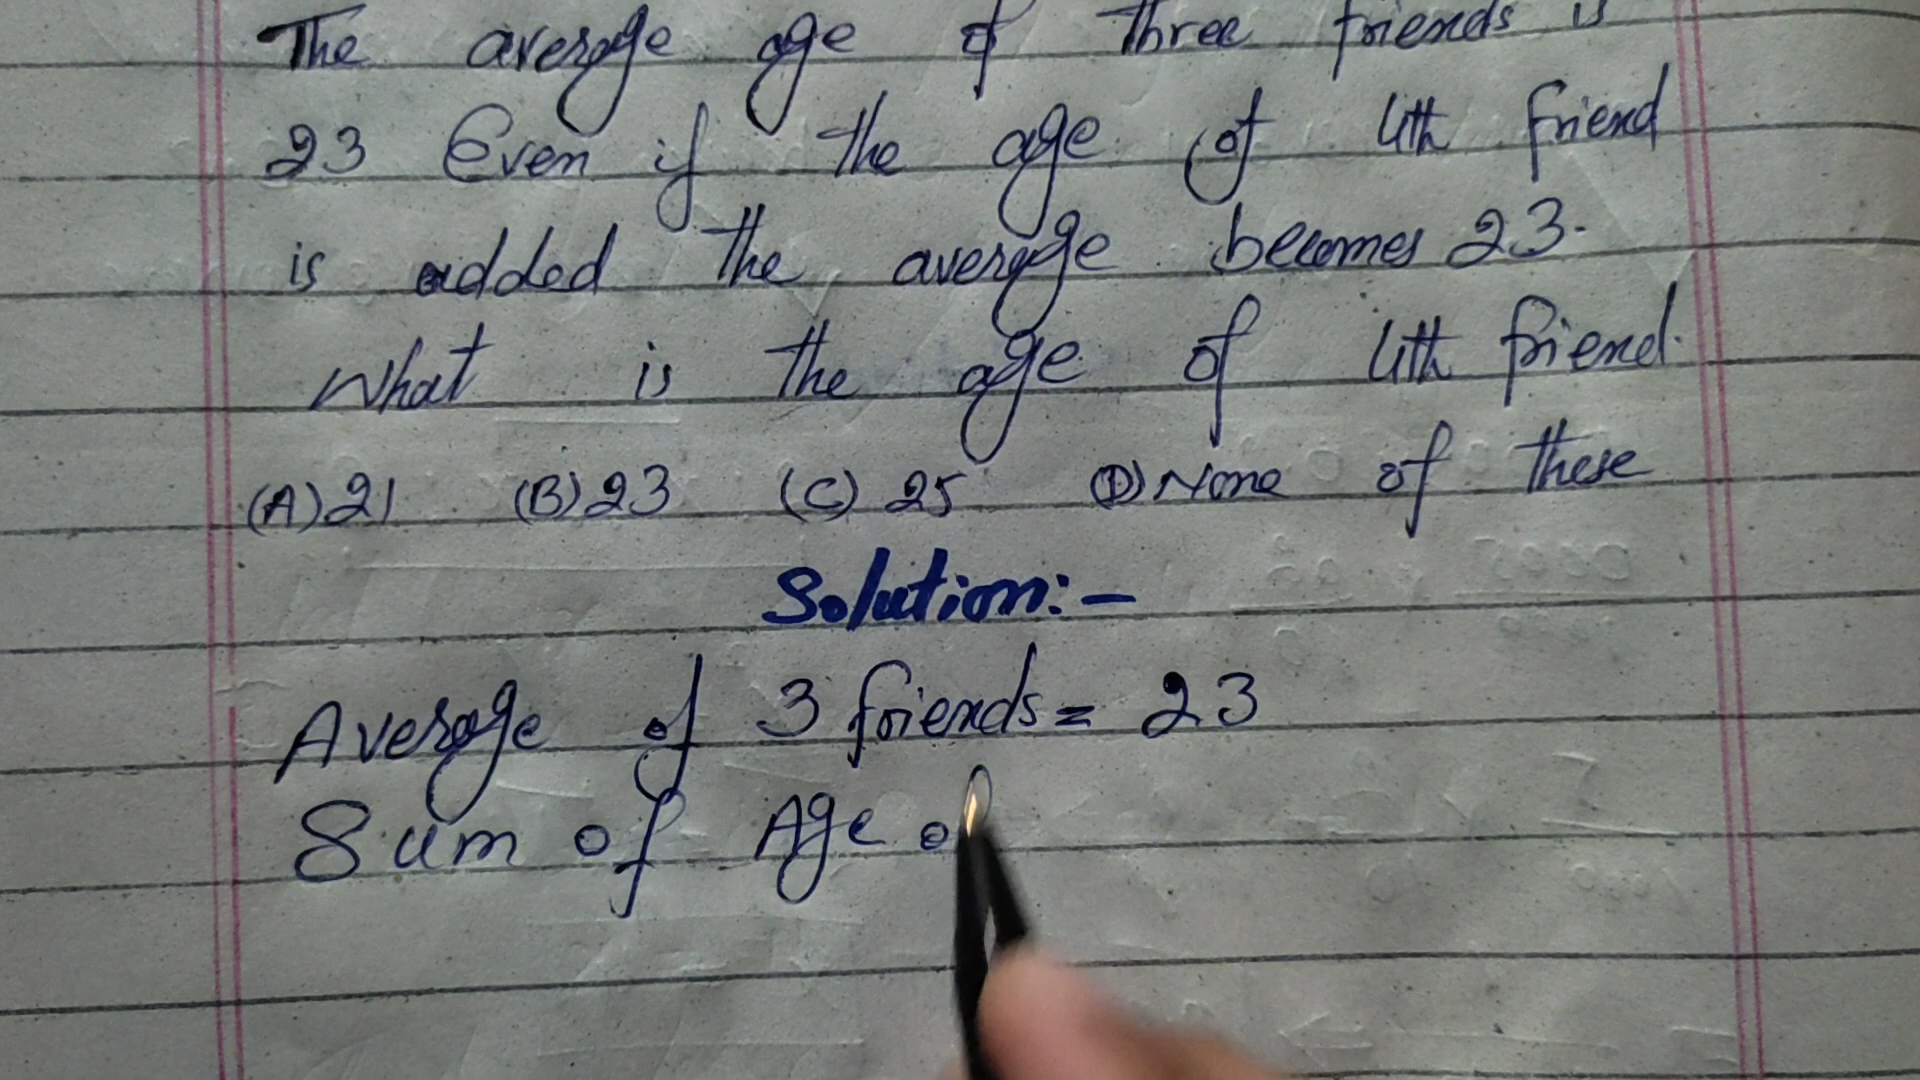 The average age of three friends is
23 Even if the age of 4th friend
is added the average becomes 23.
What is the age of 4th friend.
(A) 21 (B) 23 (C) 25 (D) None of these
Solution:-
Average of 3 friends = 23
Sum of Age o